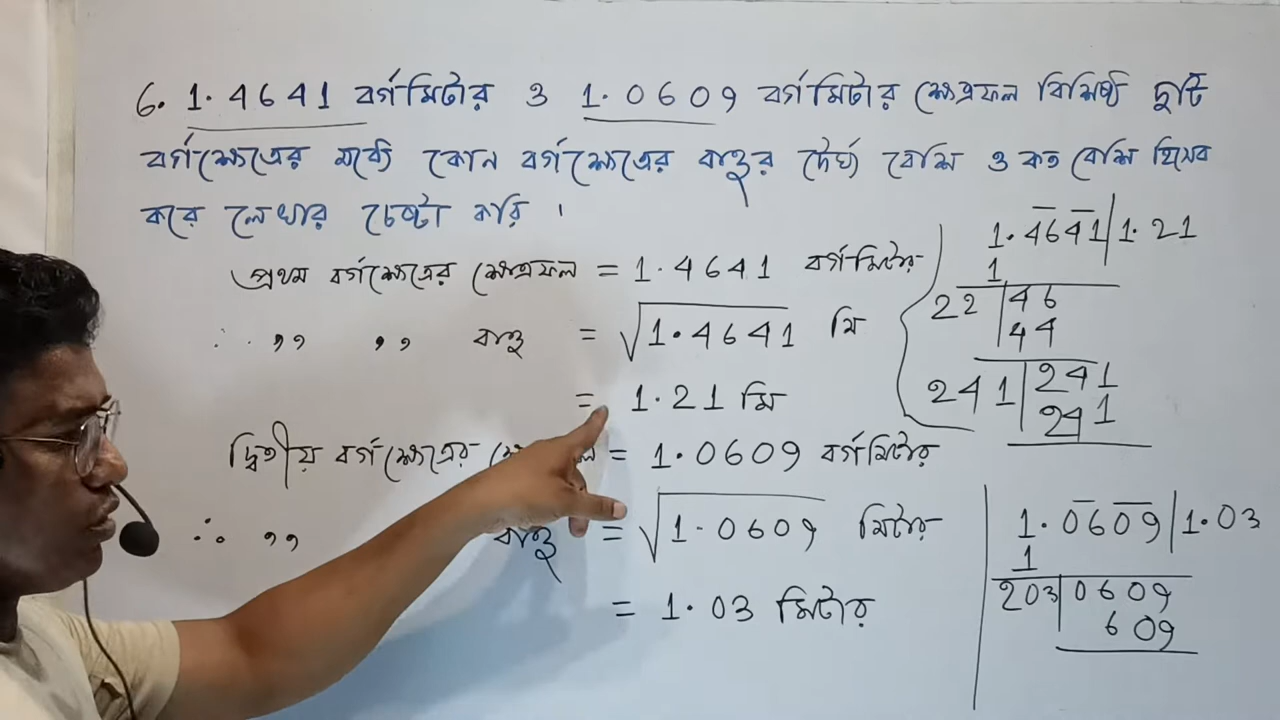 6. 1.4641 বর্গমিটার ও 1.0609 বর্গমিটার ক্ষেত্রফল বিশিষ্ট দুটি
বর্গক্ষেত্রের মধ্যে কোন বর্গক্ষেত্রের বাহুর দৈর্ঘ্য বেশি ও কত বেশি হিসেব
করে লেখার চেষ্টা করি ।
প্রথম বর্গক্ষেত্রের ক্ষেত্রফল = 1.4641 বর্গমিটার
∴ ,, ,, বাহু = √1.4641 মি
= 1.21 মি
দ্বিতীয় বর্গক্ষেত্রের = 1.0609 বর্গমিটার
∴ ,, বাহু = √1.0609 মিটার
= 1.03 মিটার
1.4641 | 1.21
1
22 | 46
44
241 | 241
241
1.0609 | 1.03
1
203 | 0609
609